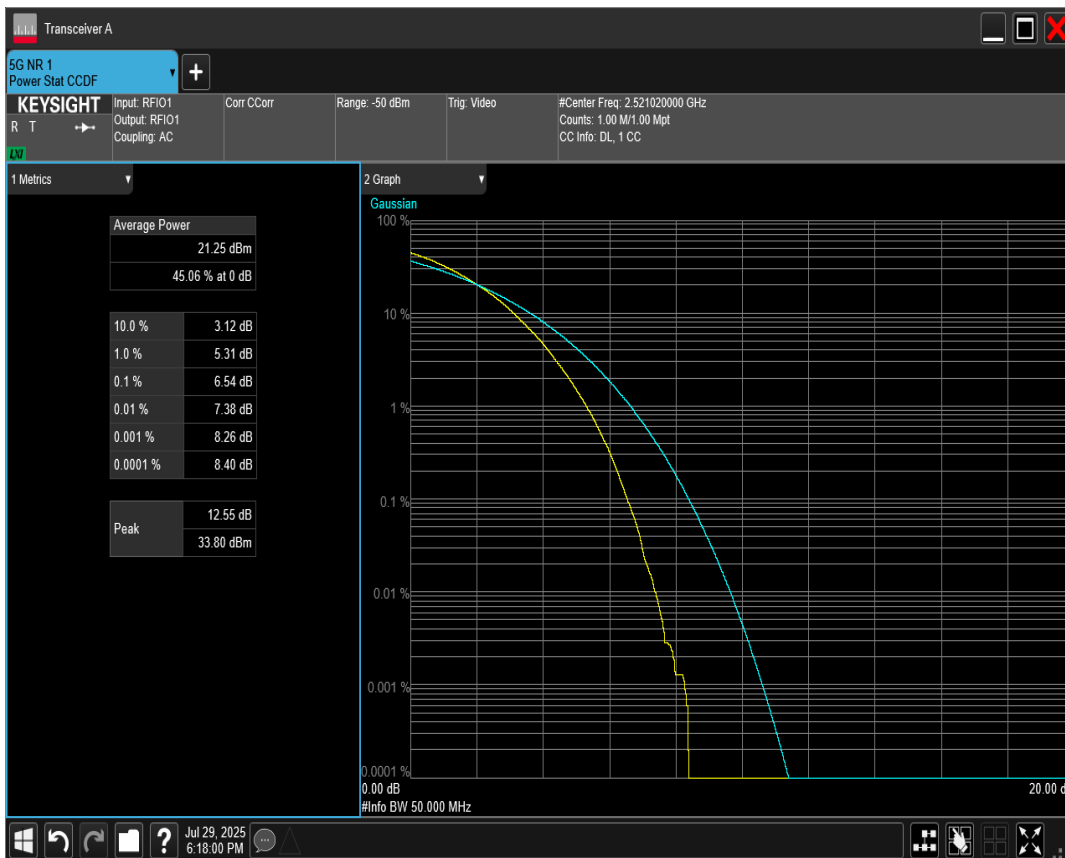 Transceiver A
5G NR 1
Power Stat CCDF
+
KEYSIGHT
R T
LXI
Input: RFIO1
Output: RFIO1
Coupling: AC
Corr CCorr
Range: -50 dBm
Trig: Video
#Center Freq: 2.521020000 GHz
Counts: 1.00 M/1.00 Mpt
CC Info: DL, 1 CC
1 Metrics
Average Power
21.25 dBm
45.06 % at 0 dB
10.0 % 3.12 dB
1.0 % 5.31 dB
0.1 % 6.54 dB
0.01 % 7.38 dB
0.001 % 8.26 dB
0.0001 % 8.40 dB
Peak
12.55 dB
33.80 dBm
2 Graph
Gaussian
100 %
10 %
1 %
0.1 %
0.01 %
0.001 %
0.0001 %
0.00 dB 20.00 d
#Info BW 50.000 MHz
?
Jul 29, 2025
6:18:00 PM